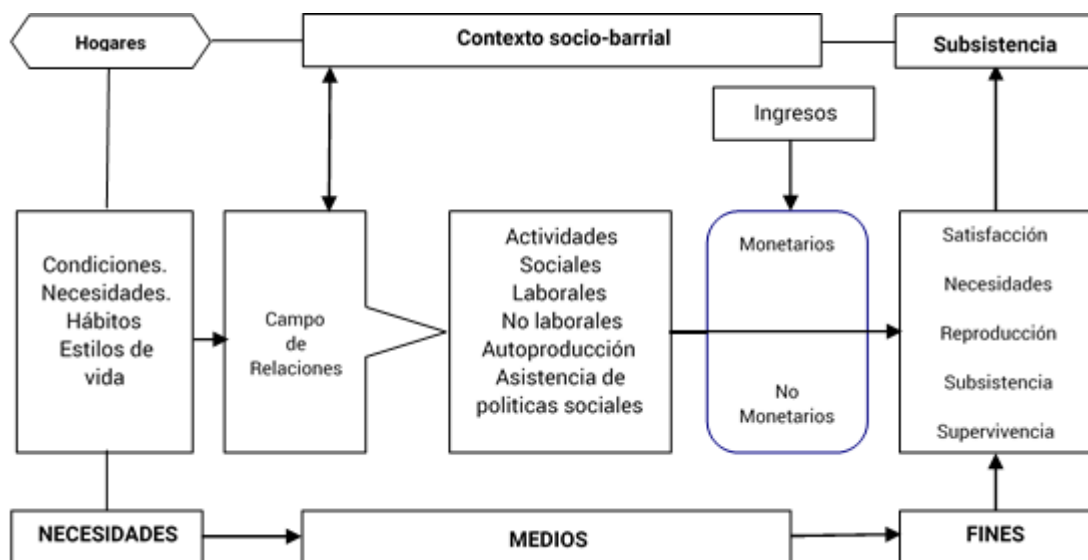 Hogares
Contexto socio-barrial
Subsistencia
Ingresos
Condiciones.
Necesidades.
Hábitos
Estilos de
vida
Campo
de
Relaciones
Actividades
Sociales
Laborales
No laborales
Autoproducción
Asistencia de
politicas sociales
Monetarios
No
Monetarios
Satisfacción
Necesidades
Reproducción
Subsistencia
Supervivencia
NECESIDADES
MEDIOS
FINES